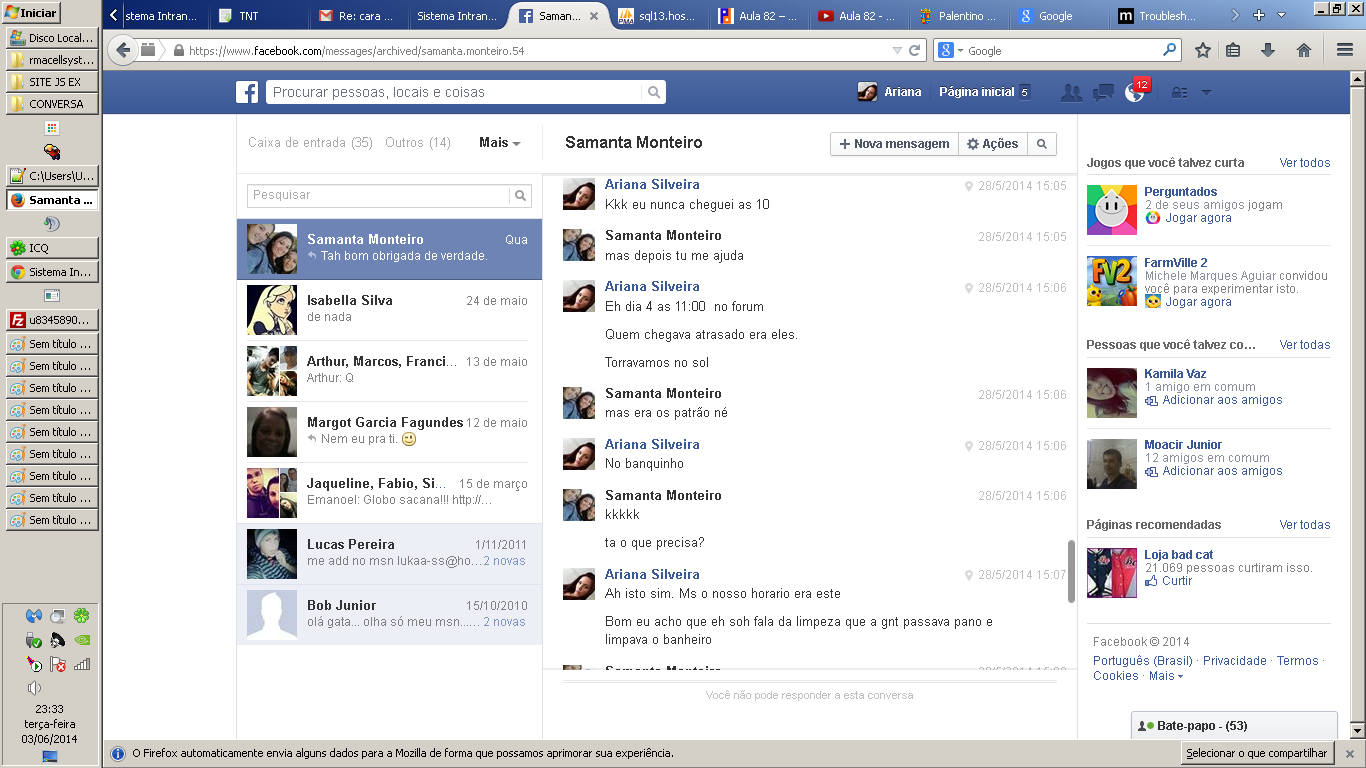 Iniciar
Disco Local...
rmacellsyst...
SITE JS EX
CONVERSA
C:\Users\U...
Samanta ...
ICQ
Sistema In...
u8345890...
Sem título ...
Sem título ...
Sem título ...
Sem título ...
Sem título ...
Sem título ...
Sem título ...
Sem título ...
Sem título ...
23:33
terça-feira
03/06/2014
istema Intran...
TNT
Re: cara ...
Sistema Intran...
Saman...
sql13.hos...
Aula 82 – ...
Aula 82 - ...
Palentino ...
Google
Troublesh...
https://www.facebook.com/messages/archived/samanta.monteiro.54
Google
Procurar pessoas, locais e coisas
Ariana
Página inicial 5
12
Caixa de entrada (35) Outros (14) Mais
Pesquisar
Samanta Monteiro Qua
Tah bom obrigada de verdade.
Isabella Silva 24 de maio
de nada
Arthur, Marcos, Franci... 13 de maio
Arthur: Q
Margot Garcia Fagundes 12 de maio
Nem eu pra ti.
Jaqueline, Fabio, Si... 15 de março
Emanoel: Globo sacana!!! http://...
Lucas Pereira 1/11/2011
me add no msn lukaa-ss@ho... 2 novas
Bob Junior 15/10/2010
olá gata... olha só meu msn.... 2 novas
Samanta Monteiro
Nova mensagem Ações
Ariana Silveira 28/5/2014 15:05
Kkk eu nunca cheguei as 10
Samanta Monteiro 28/5/2014 15:05
mas depois tu me ajuda
Ariana Silveira 28/5/2014 15:06
Eh dia 4 as 11:00 no forum
Quem chegava atrasado era eles.
Torravamos no sol
Samanta Monteiro 28/5/2014 15:06
mas era os patrão né
Ariana Silveira 28/5/2014 15:06
No banquinho
Samanta Monteiro 28/5/2014 15:06
kkkkk
ta o que precisa?
Ariana Silveira 28/5/2014 15:07
Ah isto sim. Ms o nosso horario era este
Bom eu acho que eh soh fala da limpeza que a gnt passava pano e
limpava o banheiro
Samanta Monteiro
Você não pode responder a esta conversa
Jogos que você talvez curta Ver todos
Perguntados
2 de seus amigos jogam
Jogar agora
FarmVille 2
Michele Marques Aguiar convidou
você para experimentar isto.
Jogar agora
Pessoas que você talvez co... Ver todas
Kamila Vaz
1 amigo em comum
Adicionar aos amigos
Moacir Junior
12 amigos em comum
Adicionar aos amigos
Páginas recomendadas Ver todas
Loja bad cat
21.069 pessoas curtiram isso.
Curtir
Facebook © 2014
Português (Brasil) · Privacidade · Termos ·
Cookies · Mais
Bate-papo - (53)
O Firefox automaticamente envia alguns dados para a Mozilla de forma que possamos aprimorar sua experiência.
Selecionar o que compartilhar